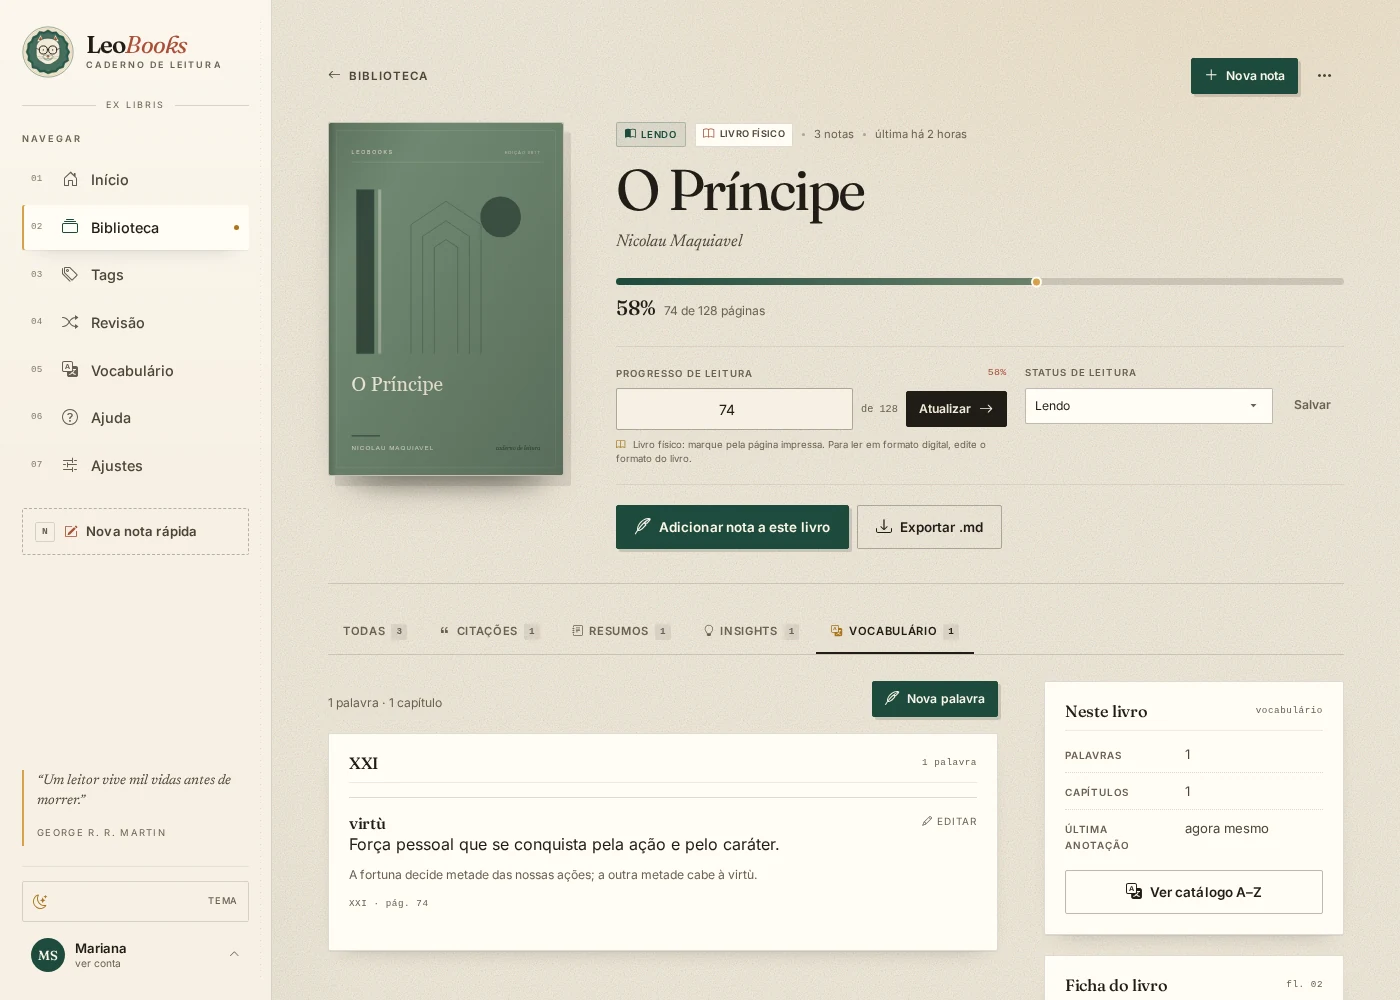 LeoBooks
CADERNO DE LEITURA
EX LIBRIS
NAVEGAR
01 Início
02 Biblioteca
03 Tags
04 Revisão
05 Vocabulário
06 Ajuda
07 Ajustes
N Nova nota rápida
“Um leitor vive mil vidas antes de
morrer.”
GEORGE R. R. MARTIN
TEMA
MS
Mariana
ver conta
← BIBLIOTECA
+ Nova nota
LEOBOOKS
O Príncipe
NICOLAU MAQUIAVEL
caderno de leitura
LENDO
LIVRO FÍSICO
• 3 notas • última há 2 horas
O Príncipe
Nicolau Maquiavel
58% 74 de 128 páginas
PROGRESSO DE LEITURA 58%
74 de 128 Atualizar →
Livro físico: marque pela página impressa. Para ler em formato digital, edite o
formato do livro.
STATUS DE LEITURA
Lendo
Salvar
Adicionar nota a este livro
Exportar .md
TODAS 3
CITAÇÕES 1
RESUMOS 1
INSIGHTS 1
VOCABULÁRIO 1
1 palavra · 1 capítulo
Nova palavra
XXI 1 palavra
virtù EDITAR
Força pessoal que se conquista pela ação e pelo caráter.
A fortuna decide metade das nossas ações; a outra metade cabe à virtù.
XXI · pág. 74
Neste livro vocabulário
PALAVRAS 1
CAPÍTULOS 1
ÚLTIMA
ANOTAÇÃO agora mesmo
Ver catálogo A–Z
Ficha do livro fl. 02